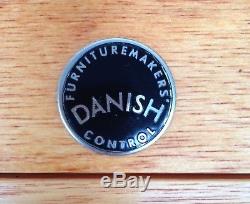 FURNITUREMAKERS'
DANISH
CONTROL
ebay